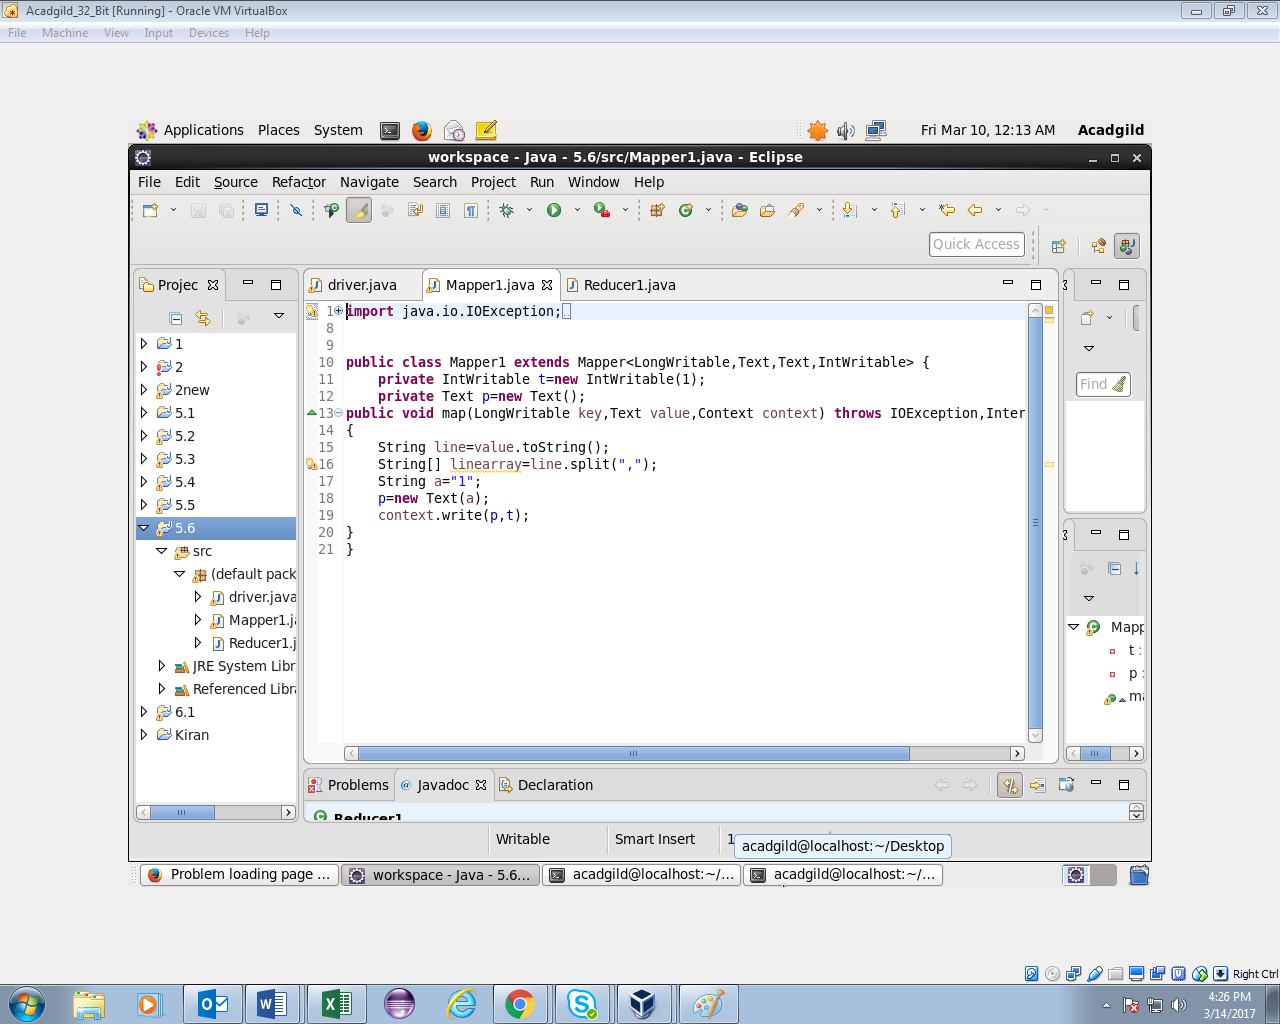 Acadgild_32_Bit [Running] - Oracle VM VirtualBox
File Machine View Input Devices Help
Applications Places System Fri Mar 10, 12:13 AM Acadgild
workspace - Java - 5.6/src/Mapper1.java - Eclipse
File Edit Source Refactor Navigate Search Project Run Window Help
Quick Access
Projec
driver.java Mapper1.java Reducer1.java
1 import java.io.IOException;
8
9
10 public class Mapper1 extends Mapper<LongWritable,Text,Text,IntWritable> {
11 private IntWritable t=new IntWritable(1);
12 private Text p=new Text();
13 public void map(LongWritable key,Text value,Context context) throws IOException,Inter
14 {
15 String line=value.toString();
16 String[] linearray=line.split(",");
17 String a="1";
18 p=new Text(a);
19 context.write(p,t);
20 }
21 }
1
2
2new
5.1
5.2
5.3
5.4
5.5
5.6
src
(default pack
driver.java
Mapper1.ja
Reducer1.j
JRE System Libr
Referenced Libra
6.1
Kiran
Find
Mapp
t :
p :
ma
Problems Javadoc Declaration
Reducer1
Writable Smart Insert 1
acadgild@localhost:~/Desktop
Problem loading page ... workspace - Java - 5.6... acadgild@localhost:~/... acadgild@localhost:~/...
Right Ctrl
4:26 PM
3/14/2017